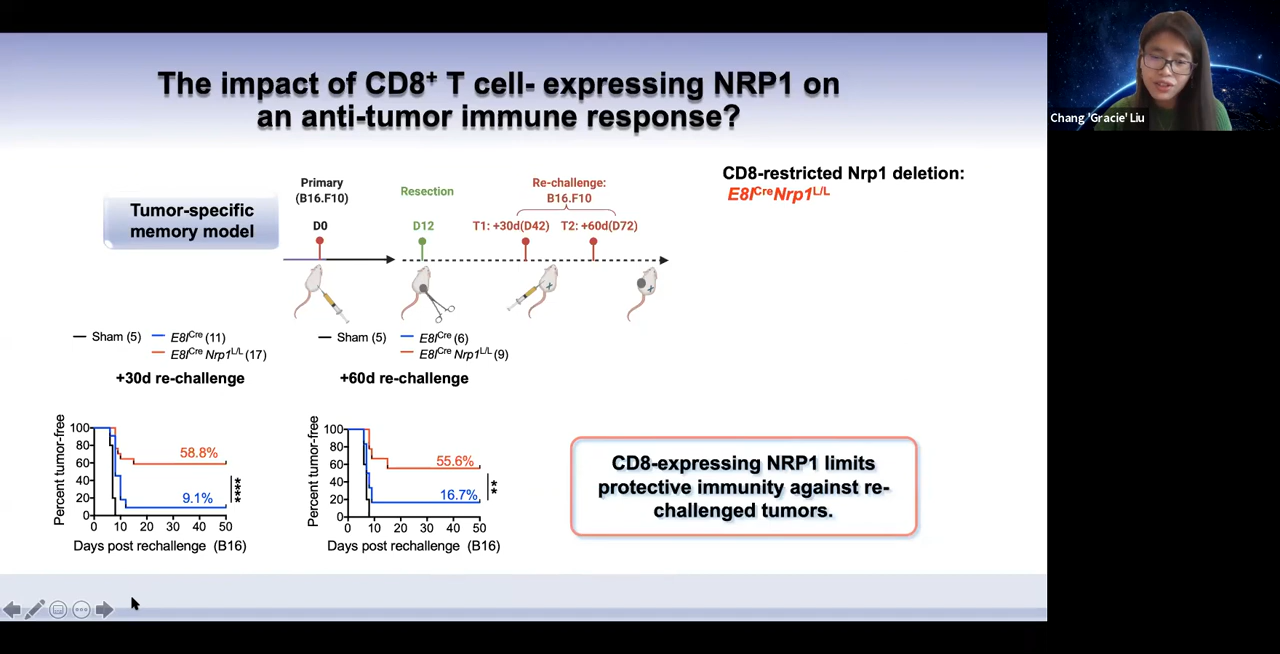 The impact of CD8⁺ T cell- expressing NRP1 on
an anti-tumor immune response?
Chang 'Gracie' Liu
Tumor-specific
memory model
Primary
(B16.F10)
D0
Resection
D12
Re-challenge:
B16.F10
T1: +30d(D42) T2: +60d(D72)
CD8-restricted Nrp1 deletion:
E8I^Cre Nrp1^L/L
Sham (5) E8I^Cre (11)
E8I^Cre Nrp1^L/L (17)
+30d re-challenge
Percent tumor-free
100
80
60
40
20
0
58.8%
9.1%
****
0 10 20 30 40 50
Days post rechallenge (B16)
Sham (5) E8I^Cre (6)
E8I^Cre Nrp1^L/L (9)
+60d re-challenge
Percent tumor-free
100
80
60
40
20
0
55.6%
16.7%
**
0 10 20 30 40 50
Days post rechallenge (B16)
CD8-expressing NRP1 limits
protective immunity against re-
challenged tumors.